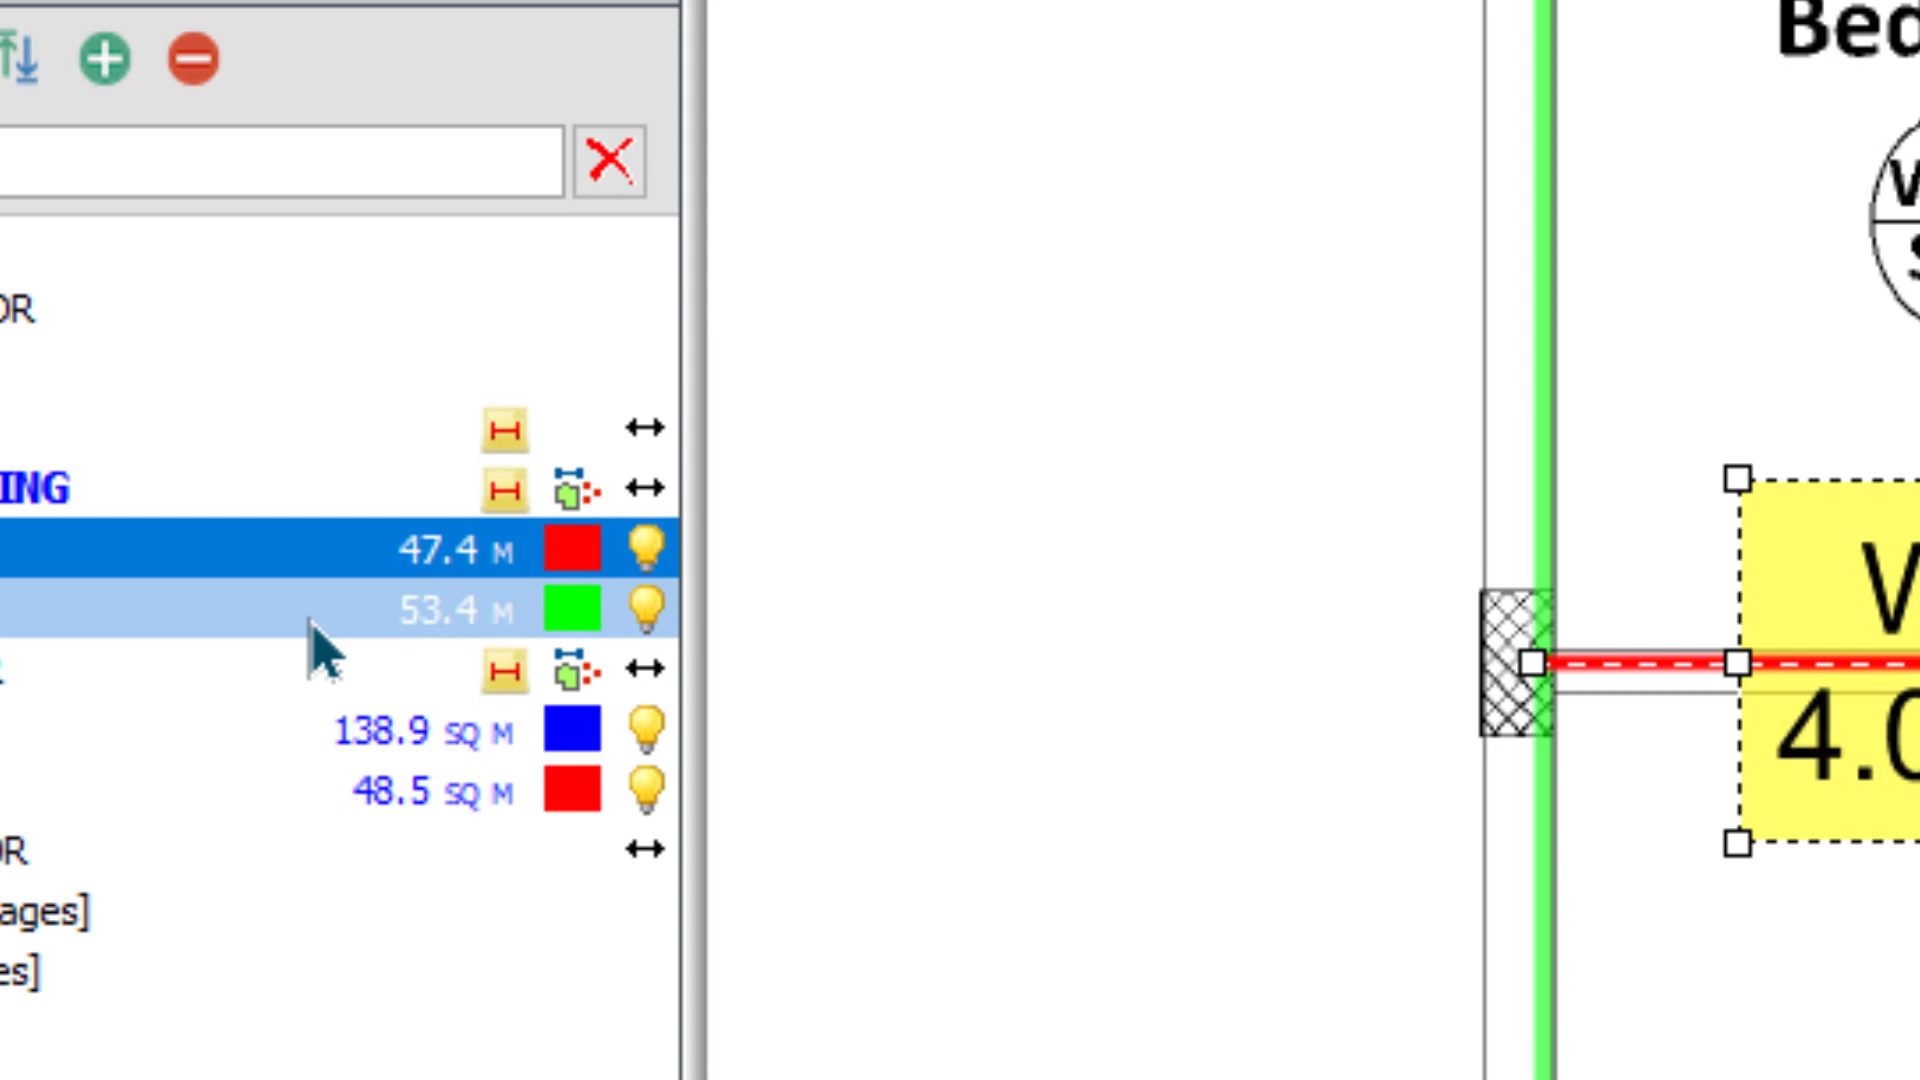 Bed
OR
ING
47.4 M
53.4 M
138.9 SQ M
48.5 SQ M
OR
ages]
es]
V
4.0